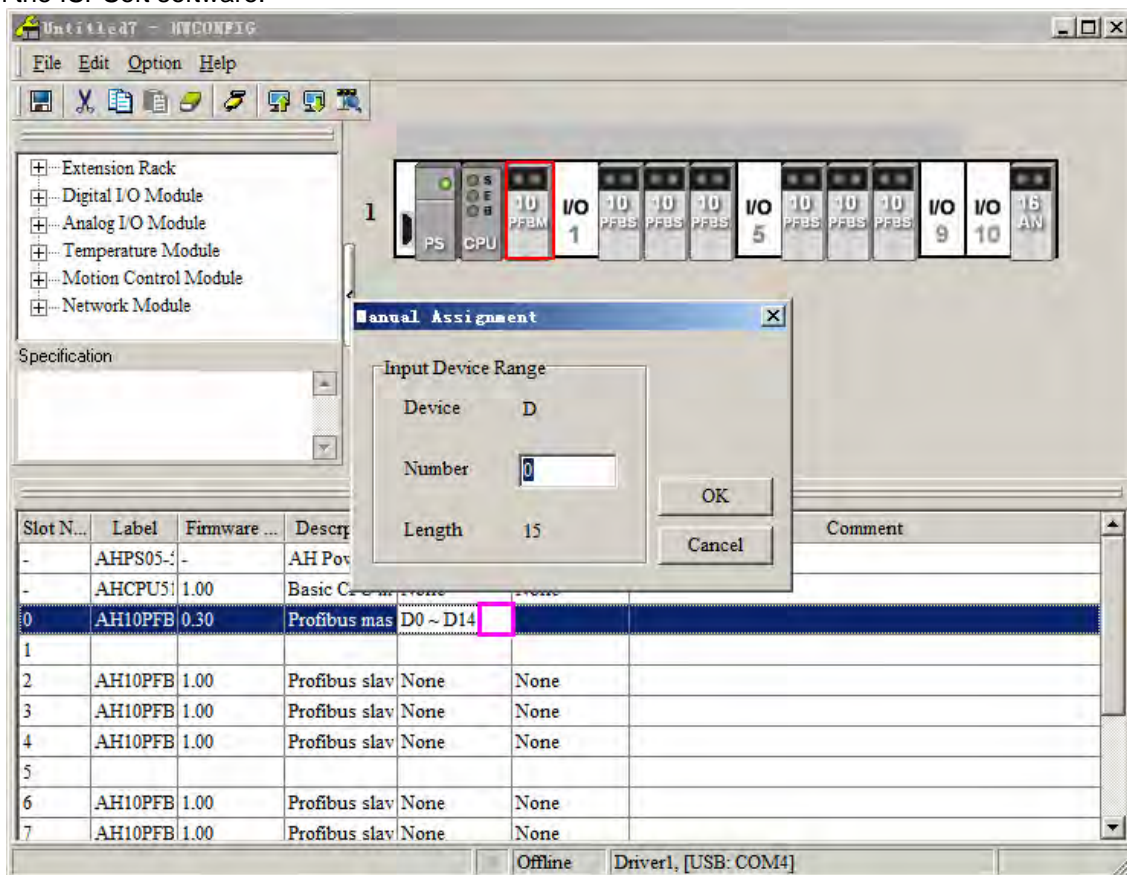 the ISPSoft software.
Untitled7 - HWCONFIG
File Edit Option Help
Extension Rack
Digital I/O Module
Analog I/O Module
Temperature Module
Motion Control Module
Network Module
Specification
1
PS
CPU
S
E
B
10 PFBM
I/O 1
10 PFBS
10 PFBS
10 PFBS
I/O 5
10 PFBS
10 PFBS
10 PFBS
I/O 9
I/O 10
16 AN
Manual Assignment
Input Device Range
Device D
Number 0
Length 15
OK
Cancel
Slot N... Label Firmware ... Descrp Comment
- AHPS05- - AH Pow
- AHCPU51 1.00 Basic None None
0 AH10PFB 0.30 Profibus mas D0 ~ D14
1
2 AH10PFB 1.00 Profibus slav None None
3 AH10PFB 1.00 Profibus slav None None
4 AH10PFB 1.00 Profibus slav None None
5
6 AH10PFB 1.00 Profibus slav None None
7 AH10PFB 1.00 Profibus slav None None
Offline Driver1, [USB: COM4]